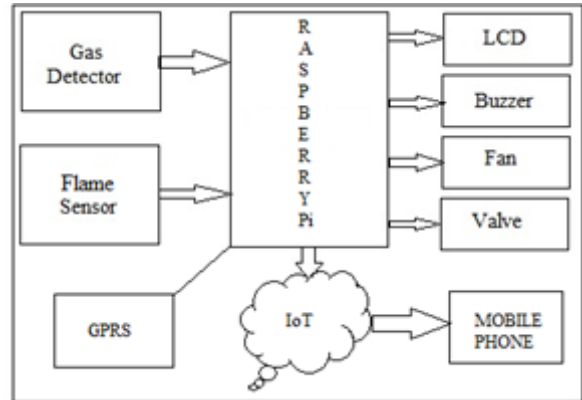 Gas
Detector
Flame
Sensor
GPRS
R
A
S
P
B
E
R
R
Y
Pi
IoT
LCD
Buzzer
Fan
Valve
MOBILE
PHONE